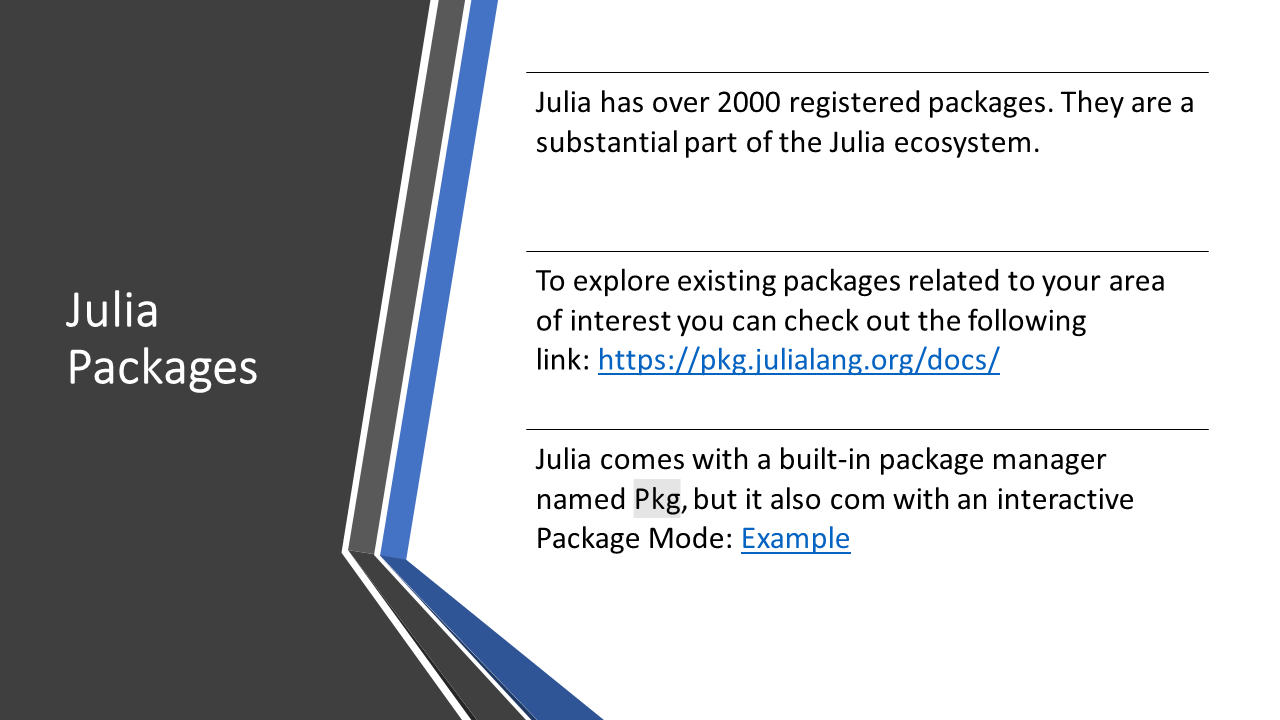 Julia
Packages
Julia has over 2000 registered packages. They are a
substantial part of the Julia ecosystem.
To explore existing packages related to your area
of interest you can check out the following
link: https://pkg.julialang.org/docs/
Julia comes with a built-in package manager
named Pkg, but it also com with an interactive
Package Mode: Example